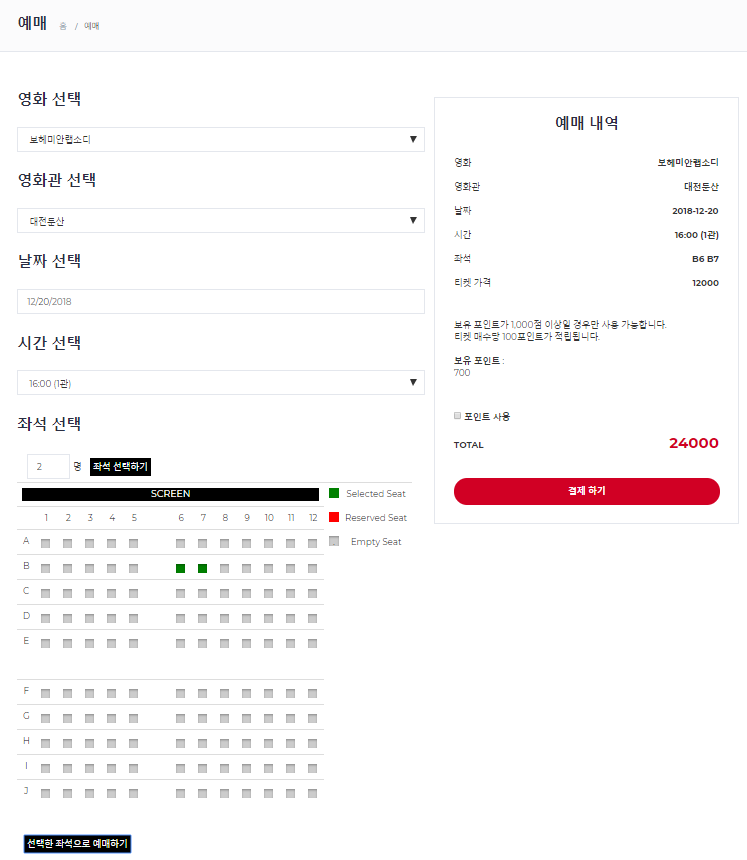 예매 홈 / 예매
영화 선택
보헤미안랩소디
영화관 선택
대전둔산
날짜 선택
12/20/2018
시간 선택
16:00 (1관)
좌석 선택
2 명 좌석 선택하기
SCREEN
Selected Seat
Reserved Seat
Empty Seat
1 2 3 4 5 6 7 8 9 10 11 12
A
B
C
D
E
F
G
H
I
J
선택한 좌석으로 예매하기
예매 내역
영화 보헤미안랩소디
영화관 대전둔산
날짜 2018-12-20
시간 16:00 (1관)
좌석 B6 B7
티켓 가격 12000
보유 포인트가 1,000점 이상일 경우만 사용 가능합니다.
티켓 매수당 100포인트가 적립됩니다.
보유 포인트 :
700
포인트 사용
TOTAL 24000
결제 하기